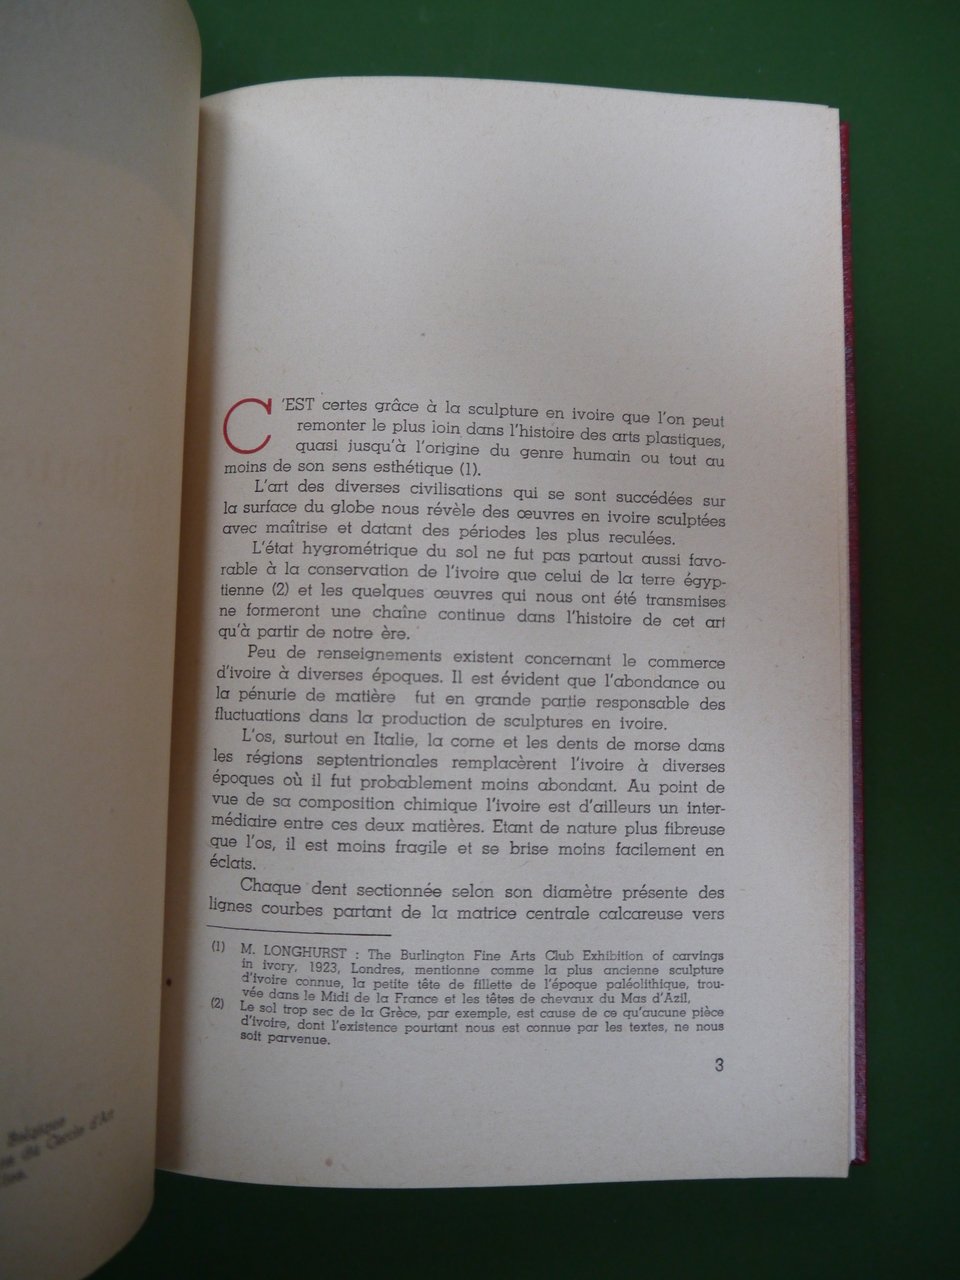 Belgique
du Cercle d'Art
C'EST certes grâce à la sculpture en ivoire que l'on peut
remonter le plus loin dans l'histoire des arts plastiques,
quasi jusqu'à l'origine du genre humain ou tout au
moins de son sens esthétique (1).
L'art des diverses civilisations qui se sont succédées sur
la surface du globe nous révèle des œuvres en ivoire sculptées
avec maîtrise et datant des périodes les plus reculées.
L'état hygrométrique du sol ne fut pas partout aussi favo-
rable à la conservation de l'ivoire que celui de la terre égyp-
tienne (2) et les quelques œuvres qui nous ont été transmises
ne formeront une chaîne continue dans l'histoire de cet art
qu'à partir de notre ère.
Peu de renseignements existent concernant le commerce
d'ivoire à diverses époques. Il est évident que l'abondance ou
la pénurie de matière fut en grande partie responsable des
fluctuations dans la production de sculptures en ivoire.
L'os, surtout en Italie, la corne et les dents de morse dans
les régions septentrionales remplacèrent l'ivoire à diverses
époques où il fut probablement moins abondant. Au point de
vue de sa composition chimique l'ivoire est d'ailleurs un inter-
médiaire entre ces deux matières. Etant de nature plus fibreuse
que l'os, il est moins fragile et se brise moins facilement en
éclats.
Chaque dent sectionnée selon son diamètre présente des
lignes courbes partant de la matrice centrale calcareuse vers
(1) M. LONGHURST : The Burlington Fine Arts Club Exhibition of carvings
in ivory, 1923, Londres, mentionne comme la plus ancienne sculpture
d'ivoire connue, la petite tête de fillette de l'époque paléolithique, trou-
vée dans le Midi de la France et les têtes de chevaux du Mas d'Azil,
(2) Le sol trop sec de la Grèce, par exemple, est cause de ce qu'aucune pièce
d'ivoire, dont l'existence pourtant nous est connue par les textes, ne nous
soit parvenue.
3